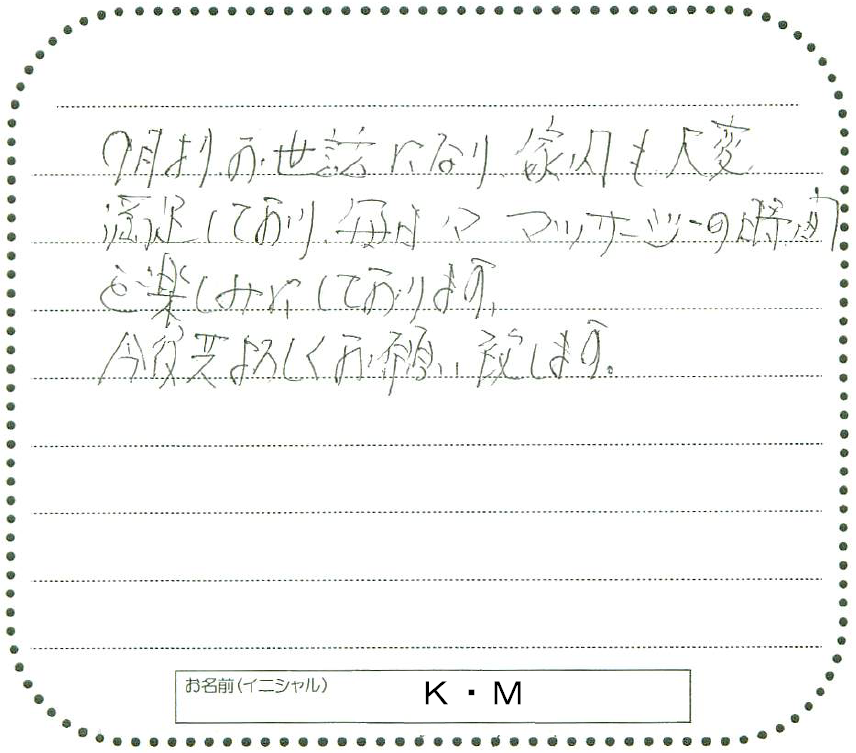 7月よりお世話になり、家内も大変
満足しており、毎日々マッサージの時間
を楽しみにしております。
今後共よろしくお願い致します。
お名前(イニシャル)
K・M